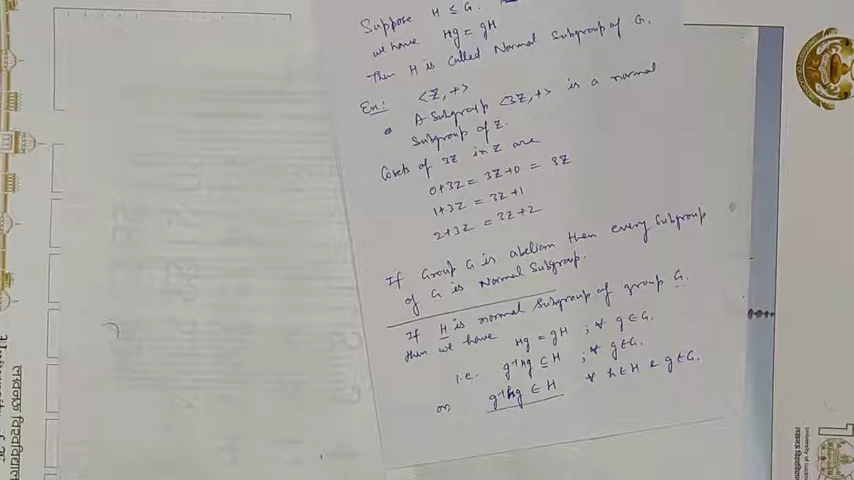 Suppose H ≤ G.
we have Hg = gH
Then H is called Normal Subgroup of G.
Ex: <Z,+>
A Subgroup <3Z,+> is a normal
Subgroup of Z.
Cosets of 3Z in Z are
0+3Z = 3Z+0 = 3Z
1+3Z = 3Z+1
2+3Z = 3Z+2
If Group G is abelian then every Subgroup
of G is Normal Subgroup.
If H is normal Subgroup of group G.
then we have
Hg = gH ; ∀ g ∈ G.
i.e. g⁻¹Hg ⊆ H ; ∀ g ∈ G.
or g⁻¹hg ∈ H ∀ h ∈ H & g ∈ G.
लखनऊ विश्वविद्यालय